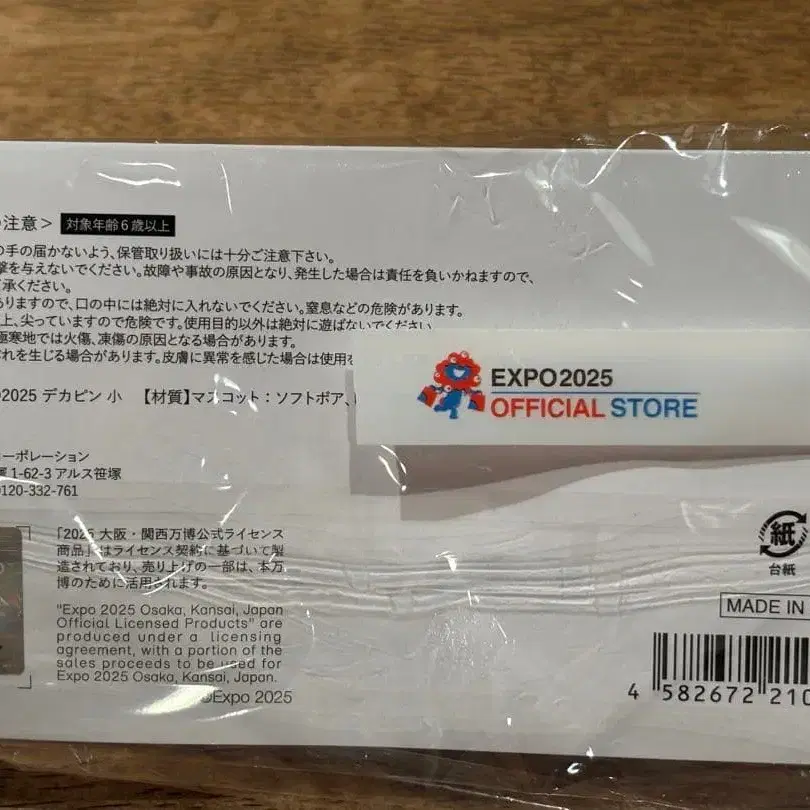 注意＞ 対象年齢6歳以上
の手の届かないよう、保管取り扱いには十分ご注意下さい。
撃を与えないでください。故障や事故の原因となり、発生した場合は責任を負いかねますので、
承ください。
ありますので、口の中には絶対に入れないでください。窒息などの危険があります。
上、尖っていますので危険です。使用目的以外は絶対に遊ばないでください
極寒地では火傷、凍傷の原因となる場合があります。
れを生じる場合があります。皮膚に異常を感じた場合は使用を
EXPO2025
OFFICIAL STORE
2025 デカピン 小 【材質】マスコット：ソフトボア、
ーポレーション
1-62-3 アルス笹塚
0120-332-761
「2025 大阪・関西万博公式ライセンス
商品」はライセンス契約に基づいて製
造されており、売り上げの一部は、本万
博のために活用されます。
"Expo 2025 Osaka, Kansai, Japan
Official Licensed Products" are
produced under a licensing
agreement, with a portion of the
sales proceeds to be used for
Expo 2025 Osaka, Kansai, Japan.
©Expo 2025
紙
台紙
MADE IN
4 582672 210